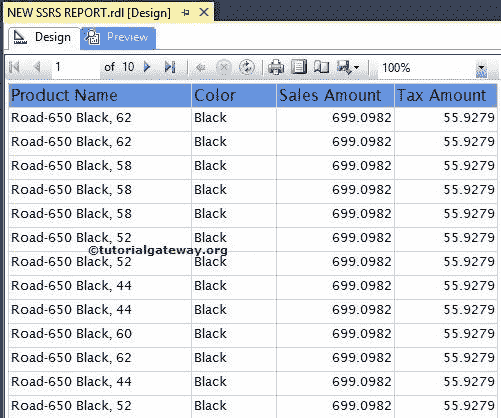 NEW SSRS REPORT.rdl [Design]
Design Preview
1 of 10 100%
Product Name Color Sales Amount Tax Amount
Road-650 Black, 62 Black 699.0982 55.9279
Road-650 Black, 62 Black 699.0982 55.9279
Road-650 Black, 58 Black 699.0982 55.9279
Road-650 Black, 58 Black 699.0982 55.9279
Road-650 Black, 58 Black 699.0982 55.9279
Road-650 Black, 52 Black 699.0982 55.9279
©tutorialgateway.org
Road-650 Black, 52 Black 699.0982 55.9279
Road-650 Black, 44 Black 699.0982 55.9279
Road-650 Black, 44 Black 699.0982 55.9279
Road-650 Black, 60 Black 699.0982 55.9279
Road-650 Black, 62 Black 699.0982 55.9279
Road-650 Black, 44 Black 699.0982 55.9279
Road-650 Black, 52 Black 699.0982 55.9279